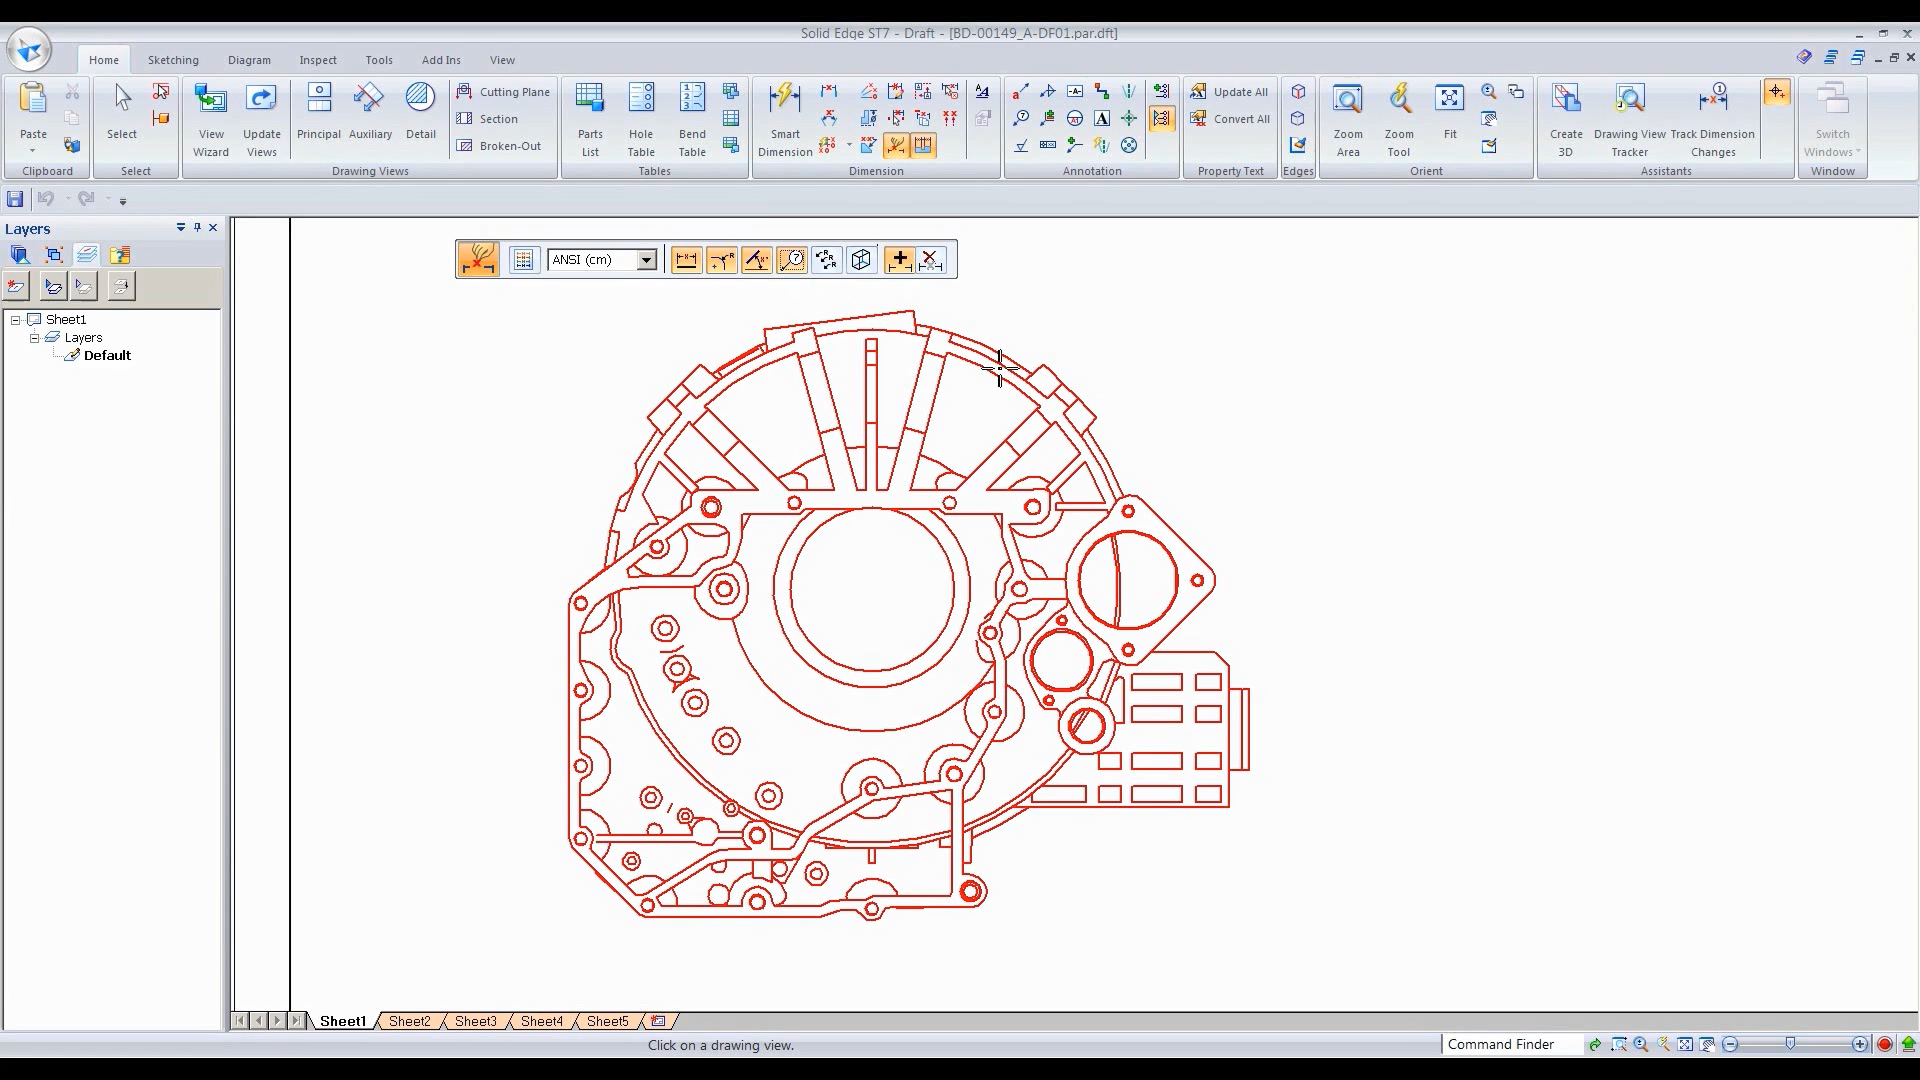 Solid Edge ST7 - Draft - [BD-00149_A-DF01.par.dft]
Home Sketching Diagram Inspect Tools Add Ins View
Paste
Clipboard
Select
Select
View Wizard
Update Views
Principal
Auxiliary
Detail
Cutting Plane
Section
Broken-Out
Drawing Views
Parts List
Hole Table
Bend Table
Tables
Smart Dimension
Dimension
Annotation
Update All
Convert All
Property Text
Edges
Zoom Area
Zoom Tool
Fit
Orient
Create 3D
Drawing View Tracker
Track Dimension Changes
Assistants
Switch Windows
Window
Layers
Sheet1
Layers
Default
ANSI (cm)
Sheet1 Sheet2 Sheet3 Sheet4 Sheet5
Click on a drawing view.
Command Finder